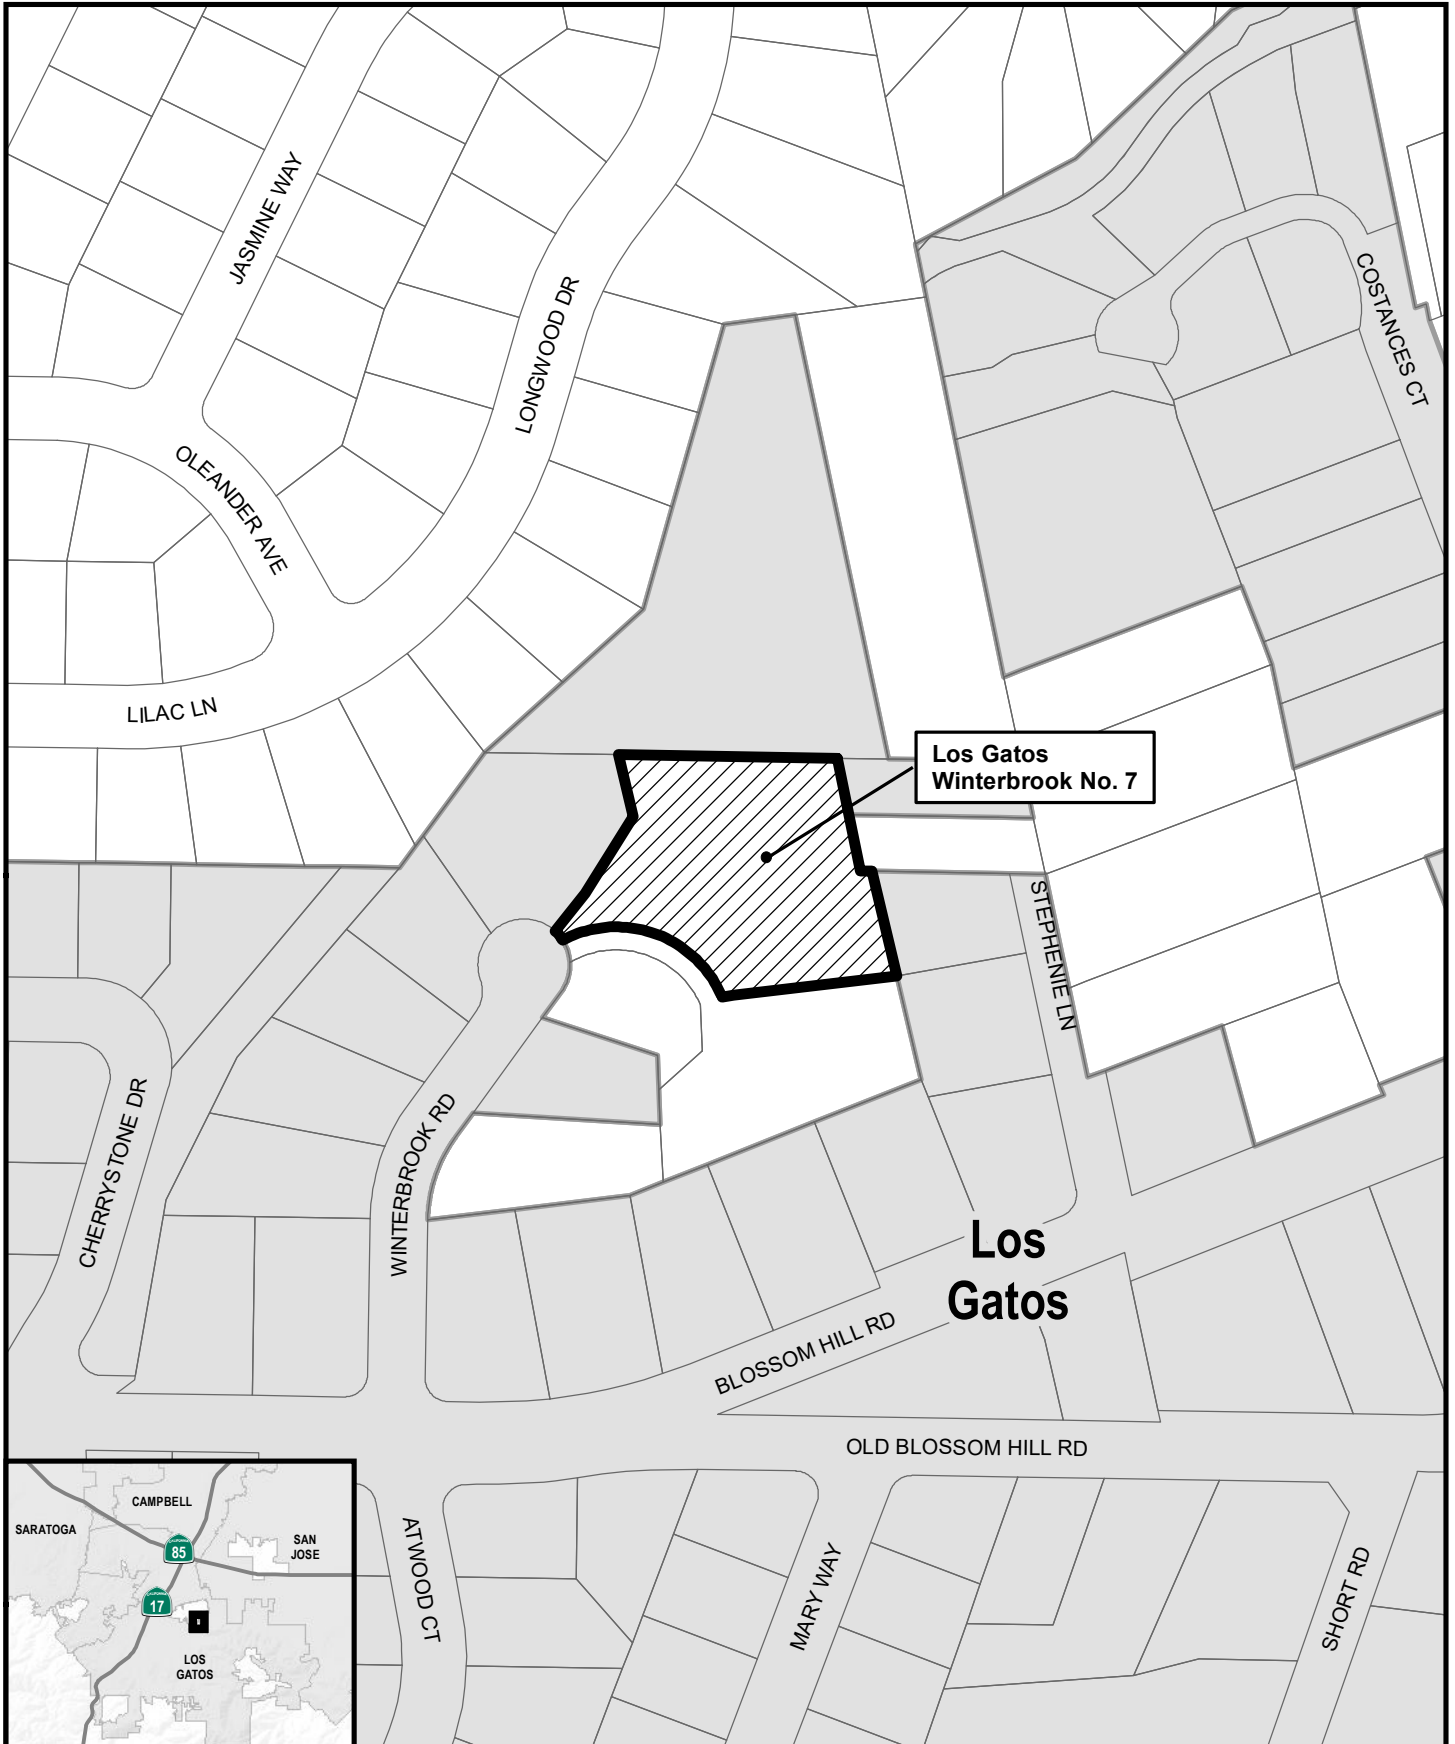 JASMINE WAY
LONGWOOD DR
COSTANCES CT
OLEANDER AVE
LILAC LN
Los Gatos
Winterbrook No. 7
STEPHENIE LN
CHERRYSTONE DR
WINTERBROOK RD
Los
Gatos
BLOSSOM HILL RD
OLD BLOSSOM HILL RD
ATWOOD CT
MARY WAY
SHORT RD
CAMPBELL
SARATOGA
SAN
JOSE
CALIFORNIA
85
CALIFORNIA
17
LOS
GATOS